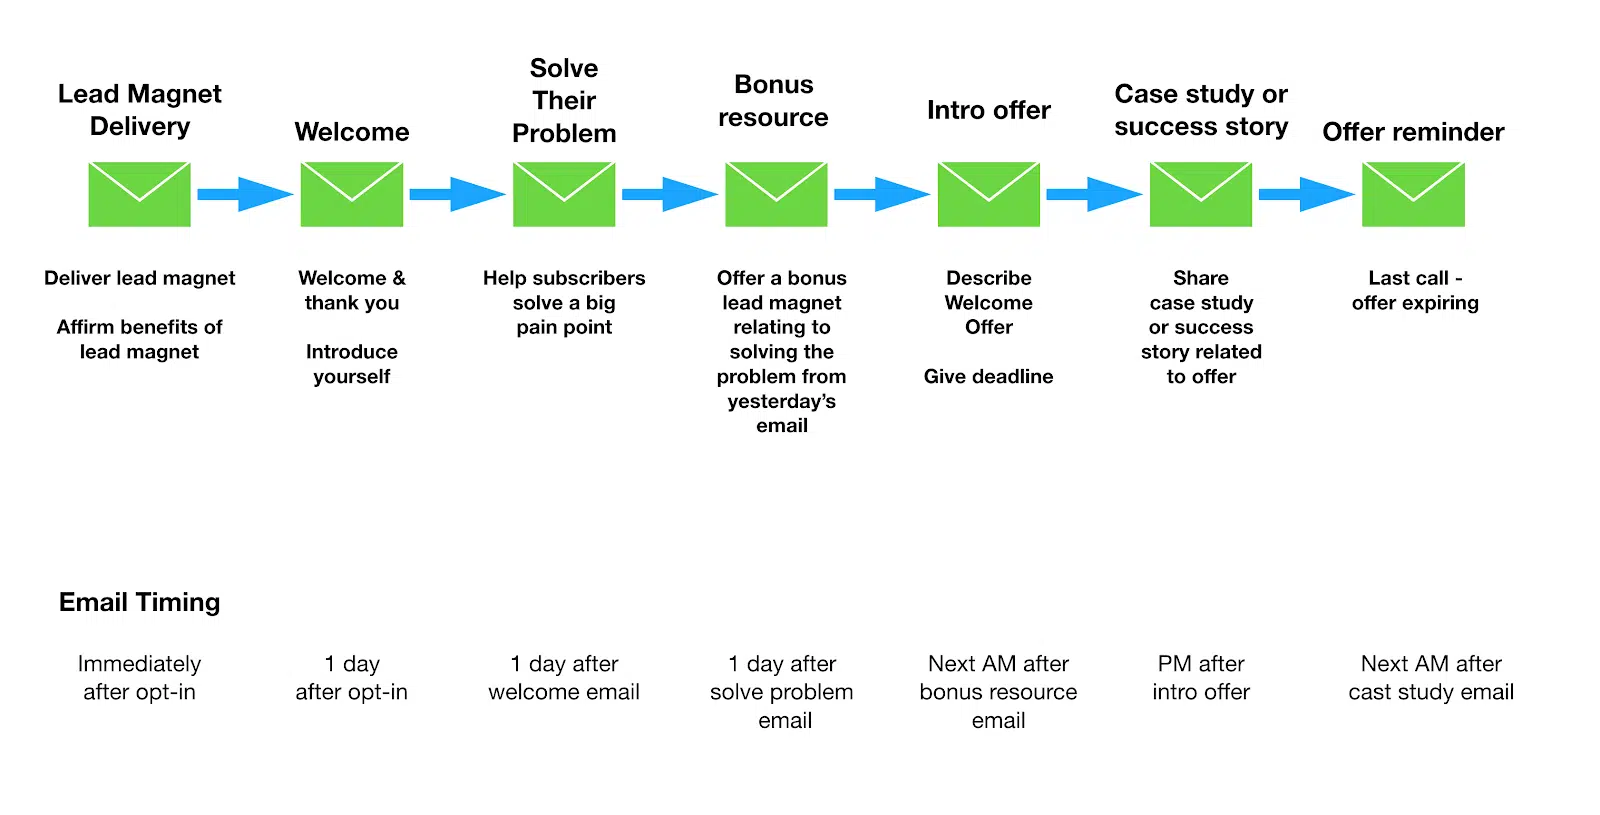 Lead Magnet
Delivery
Welcome
Solve
Their
Problem
Bonus
resource
Intro offer
Case study or
success story
Offer reminder
Deliver lead magnet
Affirm benefits of
lead magnet
Welcome &
thank you
Introduce
yourself
Help subscribers
solve a big
pain point
Offer a bonus
lead magnet
relating to
solving the
problem from
yesterday’s
email
Describe
Welcome
Offer
Give deadline
Share
case study
or success
story related
to offer
Last call -
offer expiring
Email Timing
Immediately
after opt-in
1 day
after opt-in
1 day after
welcome email
1 day after
solve problem
email
Next AM after
bonus resource
email
PM after
intro offer
Next AM after
cast study email